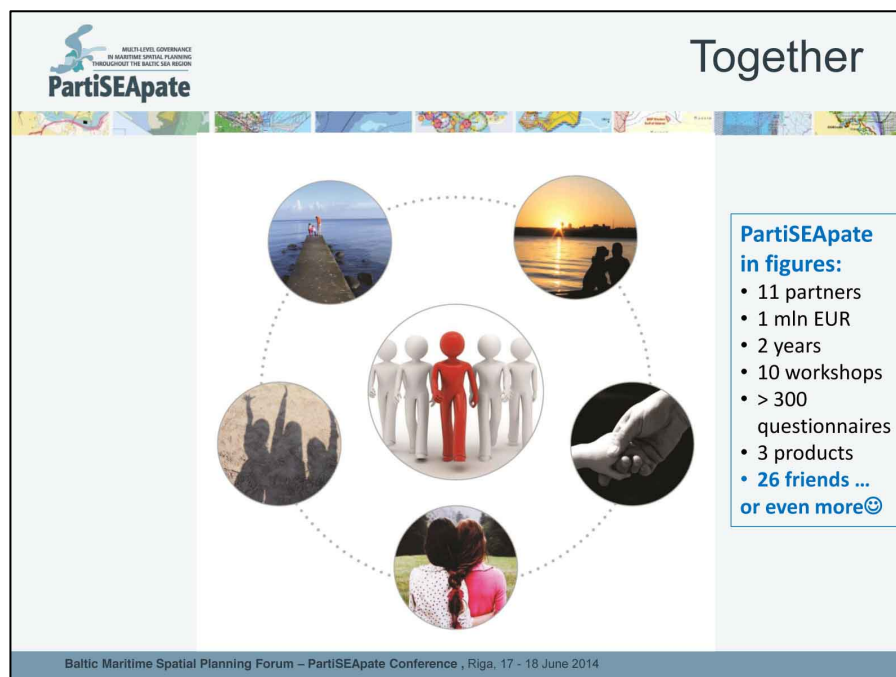 MULTI-LEVEL GOVERNANCE
IN MARITIME SPATIAL PLANNING
THROUGHOUT THE BALTIC SEA REGION
PartiSEApate
Together
PartiSEApate
in figures:
• 11 partners
• 1 mln EUR
• 2 years
• 10 workshops
• > 300
questionnaires
• 3 products
• 26 friends ...
or even more☺
Baltic Maritime Spatial Planning Forum – PartiSEApate Conference , Riga, 17 - 18 June 2014